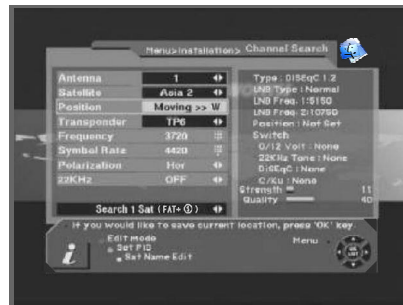 Menu>Installation> Channel Search
Antenna 1
Satellite Asia 2
Position Moving >> W
Transponder TP6
Frequency 3720
Symbol Rate 4420
Polarization Hor
22KHz OFF
Search 1 Sat (FAT+ ①)
Type : DISEqC 1.2
LNB Type : Normal
LNB Freq. 1:5150
LNB Freq. 2:10750
Position : Not Set
Switch
0/12 Volt : None
22KHz Tone : None
DiSEqC : None
C/Ku : None
Strength 11
Quality 40
If you would like to save current location, press 'OK' key.
Edit Mode
Set PID
Sat Name Edit
Menu